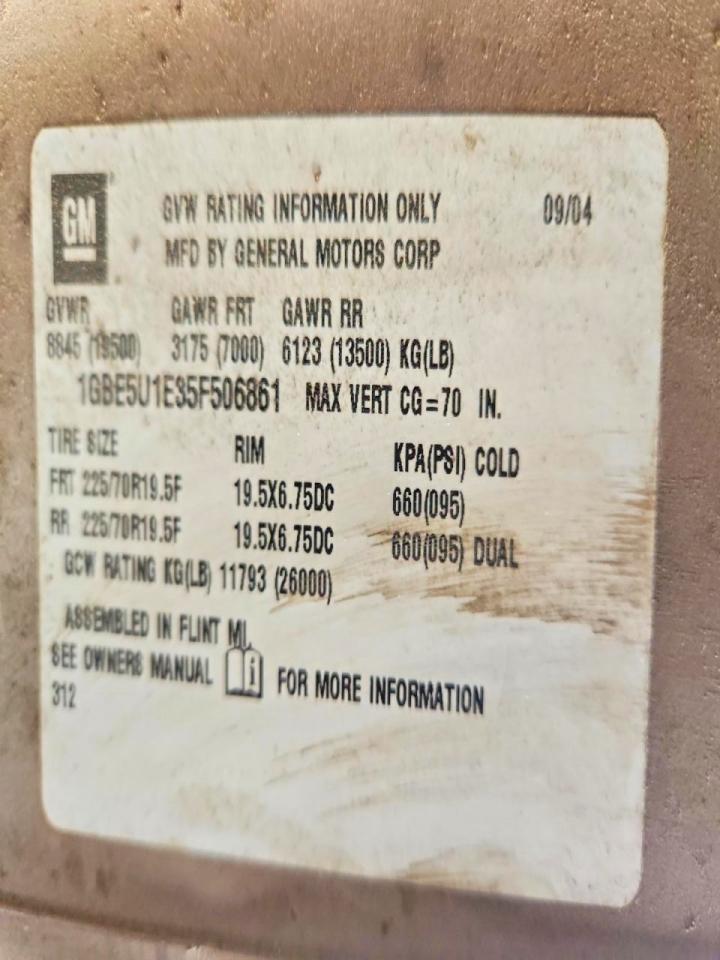 GM
GVW RATING INFORMATION ONLY 09/04
MFD BY GENERAL MOTORS CORP
GVWR GAWR FRT GAWR RR
8845 (19500) 3175 (7000) 6123 (13500) KG(LB)
1GBE5U1E35F506861 MAX VERT CG=70 IN.
TIRE SIZE RIM KPA(PSI) COLD
FRT 225/70R19.5F 19.5X6.75DC 660(095)
RR 225/70R19.5F 19.5X6.75DC 660(095) DUAL
GCW RATING KG(LB) 11793 (26000)
ASSEMBLED IN FLINT MI,
SEE OWNERS MANUAL i FOR MORE INFORMATION
312